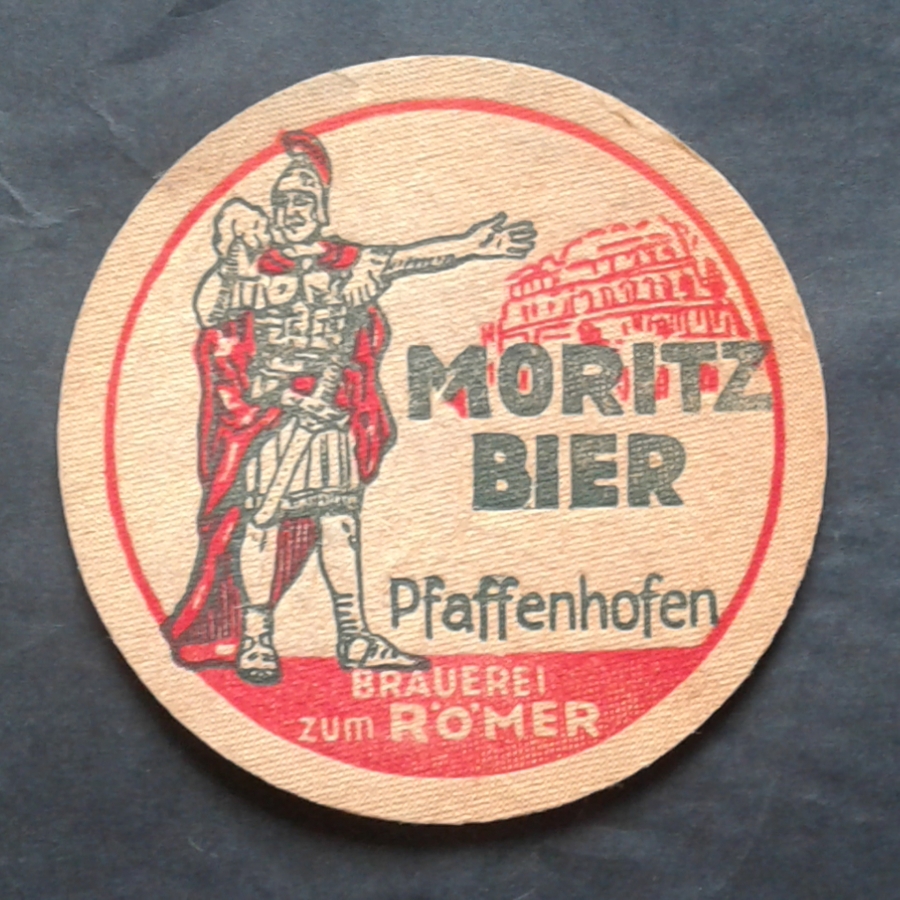 MORITZ
BIER
Pfaffenhofen
BRAUEREI
zum RÖMER